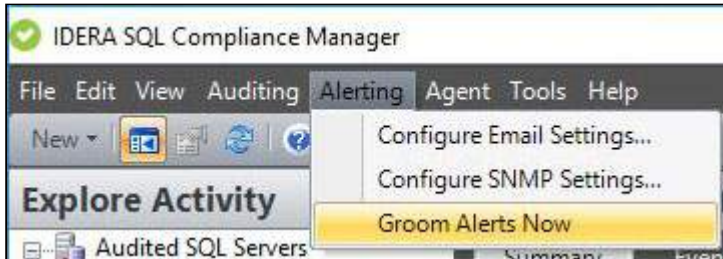 IDERA SQL Compliance Manager
File Edit View Auditing Alerting Agent Tools Help
New
Configure Email Settings...
Configure SNMP Settings...
Explore Activity
Groom Alerts Now
Audited SQL Servers
Summary